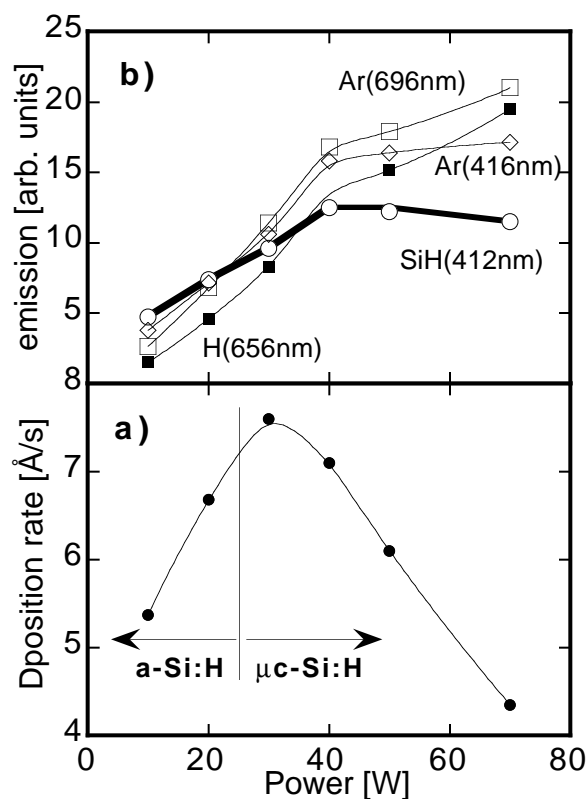 25
b)
Ar(696nm)
20
15
Ar(416nm)
10
SiH(412nm)
5
H(656nm)
emission [arb. units]
8
a)
7
6
Dposition rate [Å/s]
5
a-Si:H
μc-Si:H
4
0 20 40 60 80
Power [W]